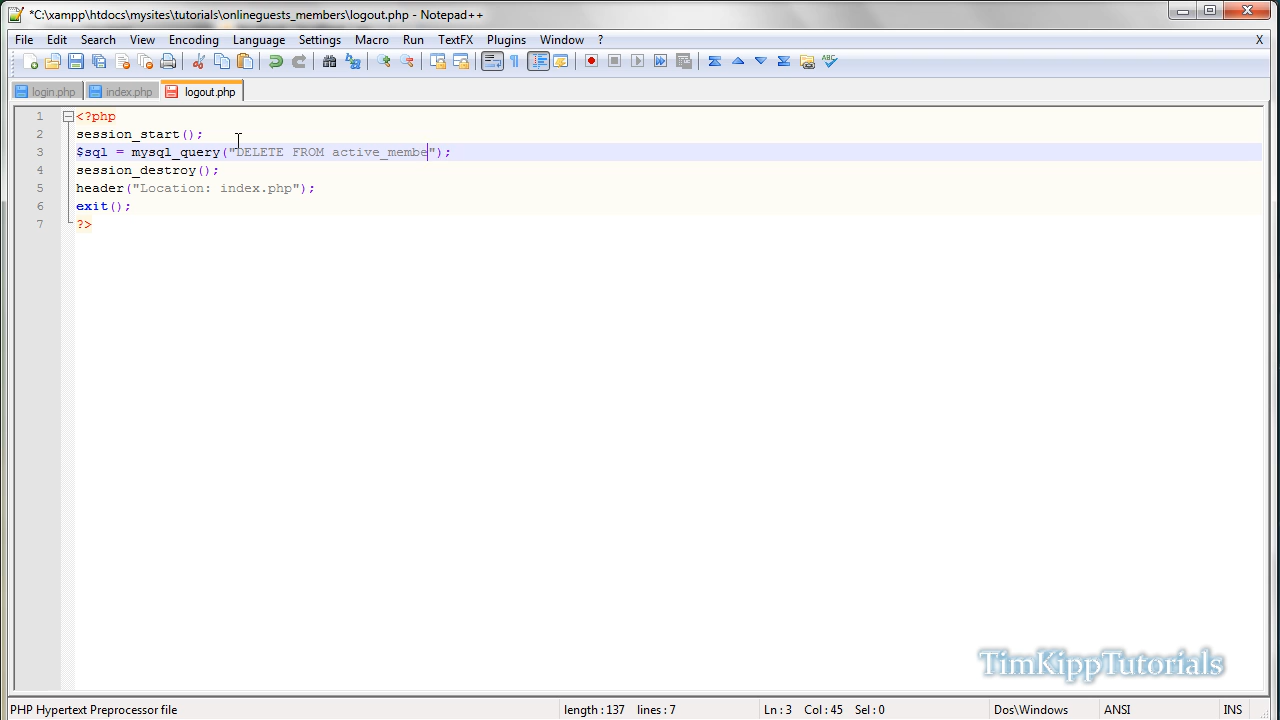 *C:\xampp\htdocs\mysites\tutorials\onlineguests_members\logout.php - Notepad++
File Edit Search View Encoding Language Settings Macro Run TextFX Plugins Window ? X
login.php index.php logout.php
1 <?php
2 session_start();
3 $sql = mysql_query("DELETE FROM active_membe");
4 session_destroy();
5 header("Location: index.php");
6 exit();
7 ?>
TimKippTutorials
PHP Hypertext Preprocessor file length : 137 lines : 7 Ln : 3 Col : 45 Sel : 0 Dos\Windows ANSI INS